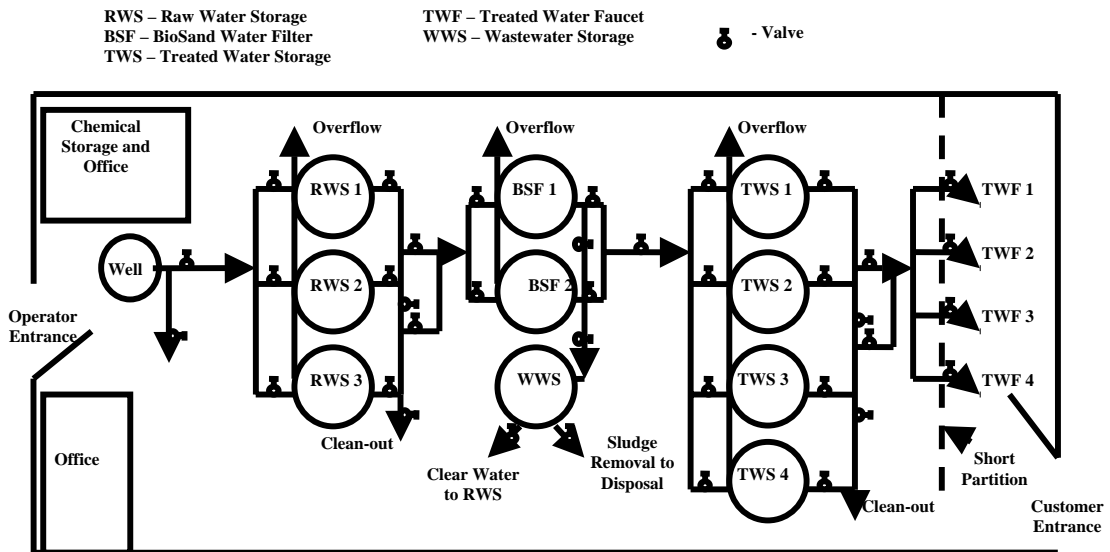 RWS – Raw Water Storage
BSF – BioSand Water Filter
TWS – Treated Water Storage
TWF – Treated Water Faucet
WWS – Wastewater Storage
- Valve
Chemical
Storage and
Office
Well
Operator
Entrance
Office
Overflow
RWS 1
RWS 2
RWS 3
Clean-out
Overflow
BSF 1
BSF 2
WWS
Clear Water
to RWS
Sludge
Removal to
Disposal
Overflow
TWS 1
TWS 2
TWS 3
TWS 4
Clean-out
TWF 1
TWF 2
TWF 3
TWF 4
Short
Partition
Customer
Entrance